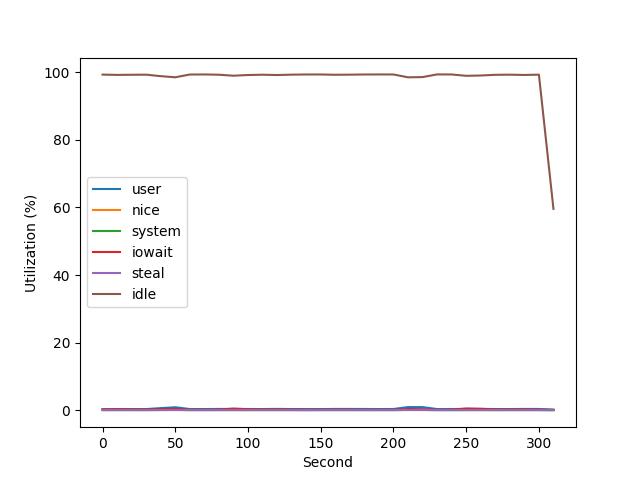 100
80
60
40
20
0
Utilization (%)
user
nice
system
iowait
steal
idle
0 50 100 150 200 250 300
Second